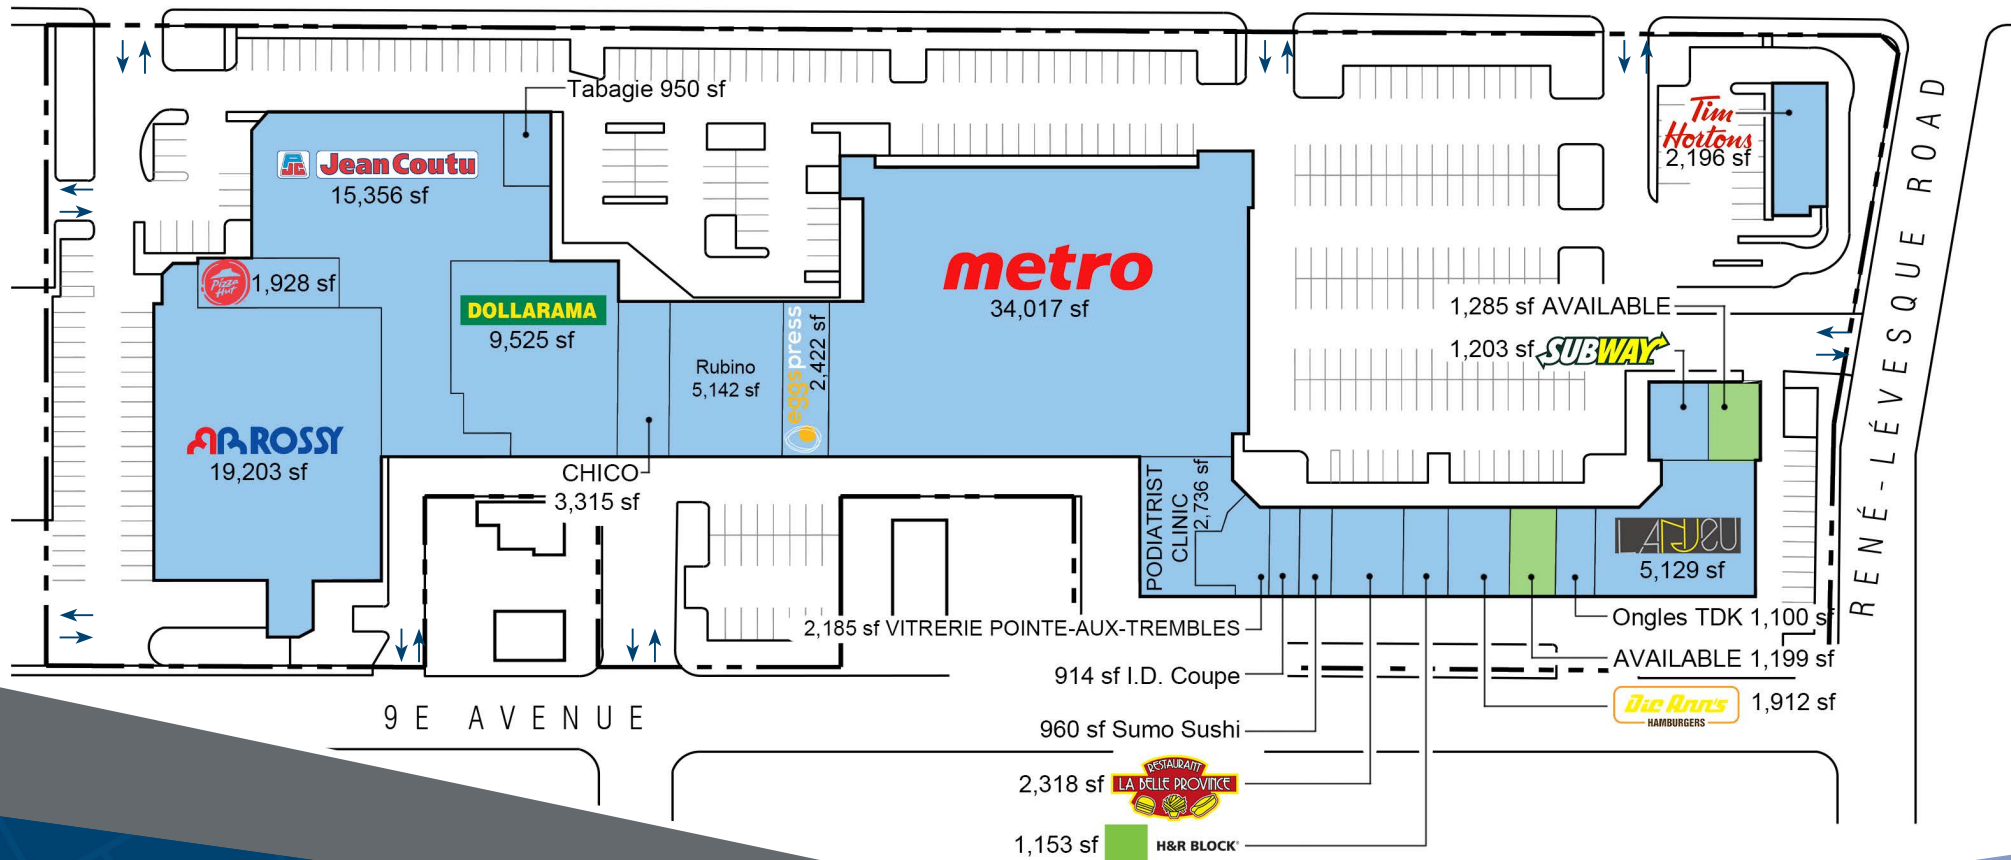 Tabagie 950 sf
PJC JeanCoutu
15,356 sf
Tim
Hortons
2,196 sf
Pizza
Hut
1,928 sf
DOLLARAMA
9,525 sf
metro
34,017 sf
1,285 sf AVAILABLE
1,203 sf SUBWAY
Rubino
5,142 sf
eggspress
2,422 sf
ROSSY
19,203 sf
CHICO
3,315 sf
PODIATRIST
CLINIC
2,736 sf
LANJEU
5,129 sf
RENÉ-LÉVESQUE ROAD
2,185 sf VITRERIE POINTE-AUX-TREMBLES
Ongles TDK 1,100 sf
914 sf I.D. Coupe
AVAILABLE 1,199 sf
Dic Ann's
HAMBURGERS
1,912 sf
9E AVENUE
960 sf Sumo Sushi
2,318 sf
RESTAURANT
LA BELLE PROVINCE
1,153 sf H&R BLOCK